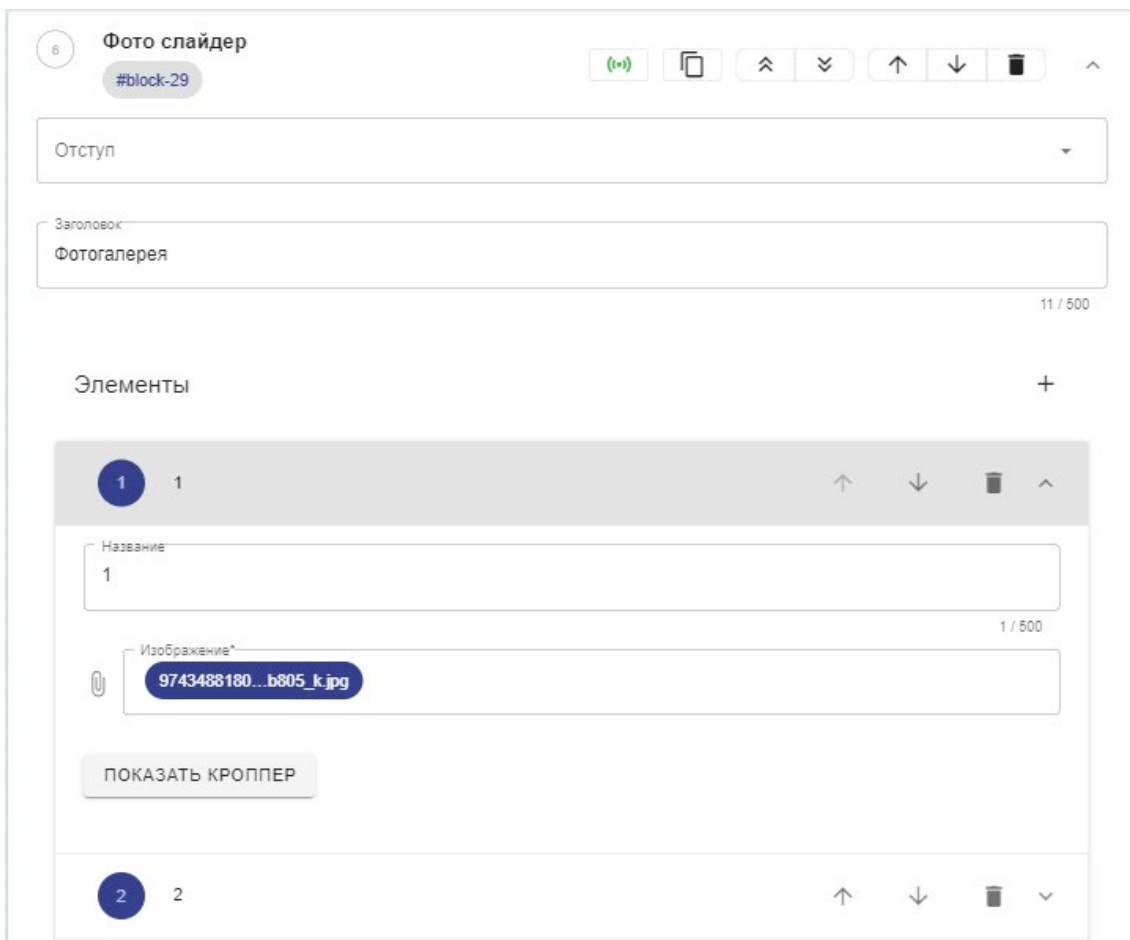 6
Фото слайдер
#block-29
Отступ
Заголовок
Фотогалерея
11 / 500
Элементы
1 1
Название
1
1 / 500
Изображение*
9743488180...b805_k.jpg
ПОКАЗАТЬ КРОППЕР
2 2